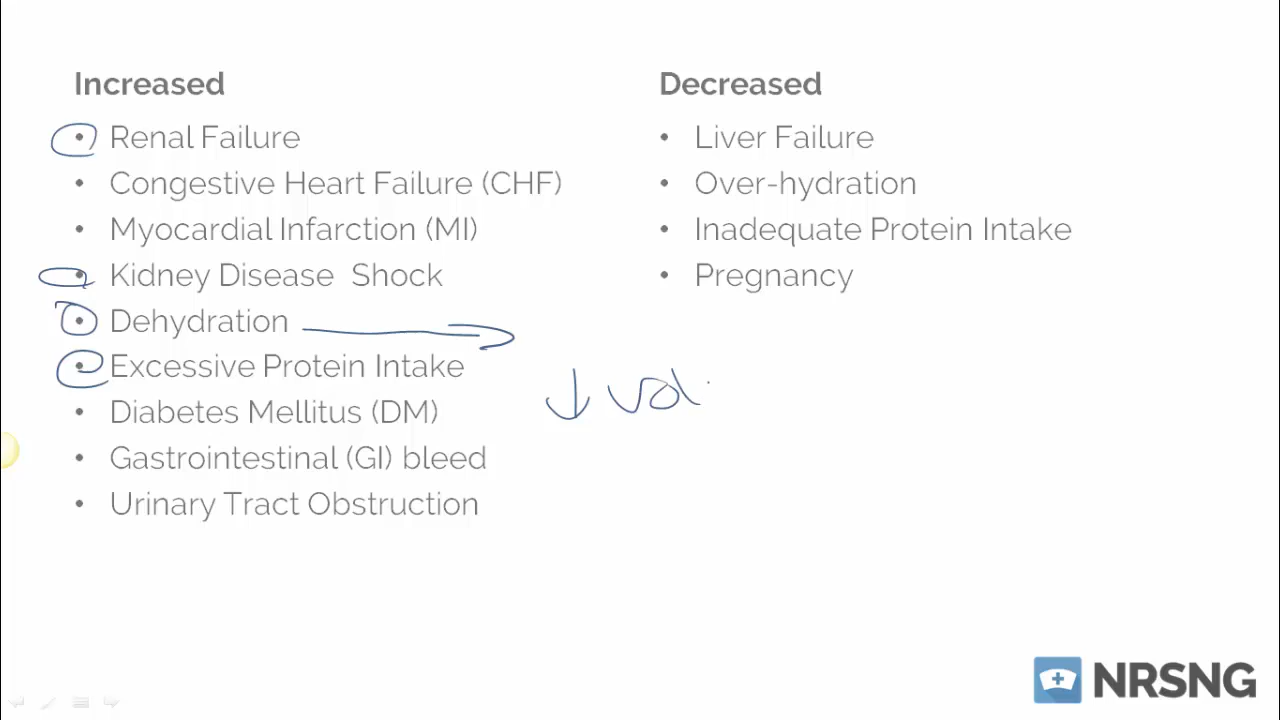 Increased
• Renal Failure
• Congestive Heart Failure (CHF)
• Myocardial Infarction (MI)
• Kidney Disease  Shock
• Dehydration
• Excessive Protein Intake
• Diabetes Mellitus (DM)
• Gastrointestinal (GI) bleed
• Urinary Tract Obstruction
Decreased
• Liver Failure
• Over-hydration
• Inadequate Protein Intake
• Pregnancy
↓ vol
NRSNG